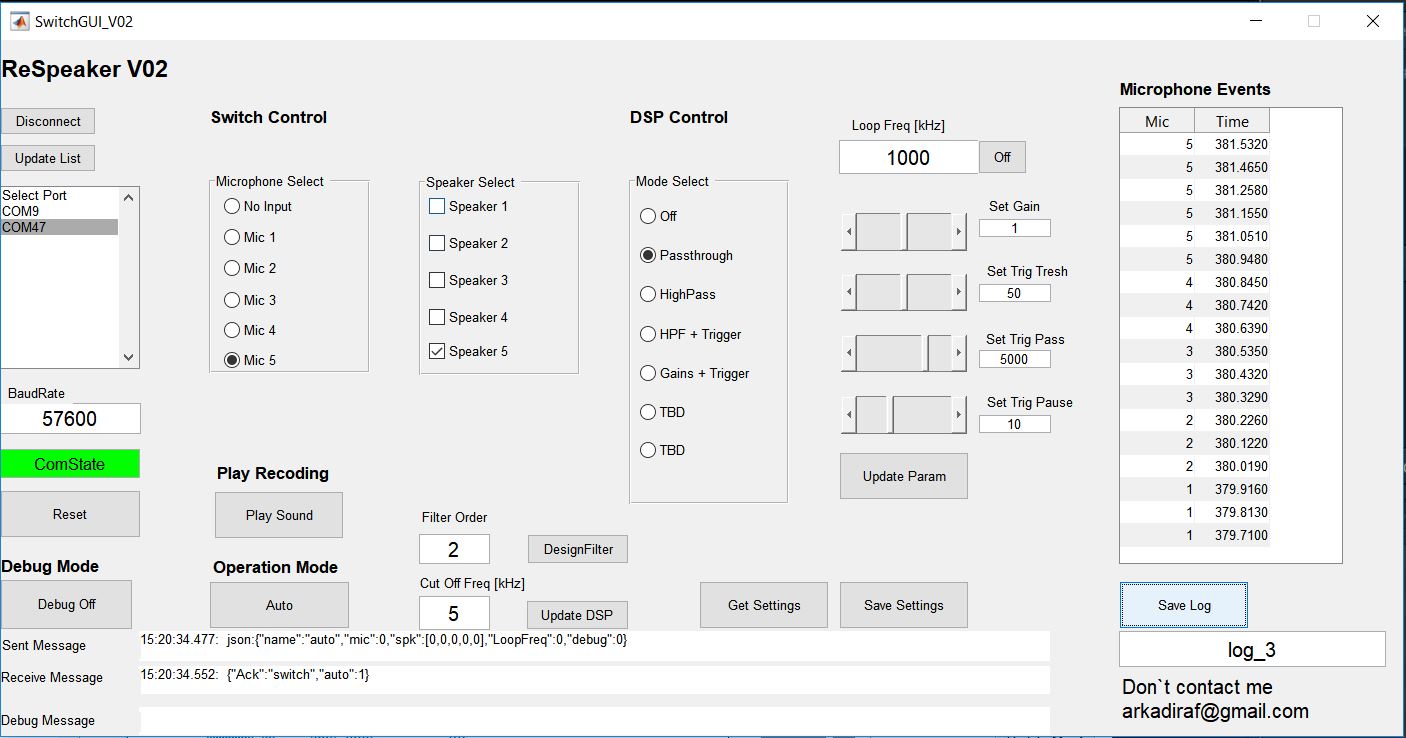 SwitchGUI_V02
ReSpeaker V02
Disconnect
Update List
Select Port
COM9
COM47
BaudRate
57600
ComState
Reset
Debug Mode
Debug Off
Switch Control
Microphone Select
No Input
Mic 1
Mic 2
Mic 3
Mic 4
Mic 5
Speaker Select
Speaker 1
Speaker 2
Speaker 3
Speaker 4
Speaker 5
Play Recoding
Play Sound
Operation Mode
Auto
Filter Order
2
DesignFilter
Cut Off Freq [kHz]
5
Update DSP
DSP Control
Mode Select
Off
Passthrough
HighPass
HPF + Trigger
Gains + Trigger
TBD
TBD
Loop Freq [kHz]
1000
Off
Set Gain
1
Set Trig Tresh
50
Set Trig Pass
5000
Set Trig Pause
10
Update Param
Get Settings
Save Settings
Microphone Events
Mic Time
5 381.5320
5 381.4650
5 381.2580
5 381.1550
5 381.0510
5 380.9480
4 380.8450
4 380.7420
4 380.6390
3 380.5350
3 380.4320
3 380.3290
2 380.2260
2 380.1220
2 380.0190
1 379.9160
1 379.8130
1 379.7100
Save Log
log_3
Don`t contact me
arkadiraf@gmail.com
Sent Message 15:20:34.477: json:{"name":"auto","mic":0,"spk":[0,0,0,0,0],"LoopFreq":0,"debug":0}
Receive Message 15:20:34.552: {"Ack":"switch","auto":1}
Debug Message